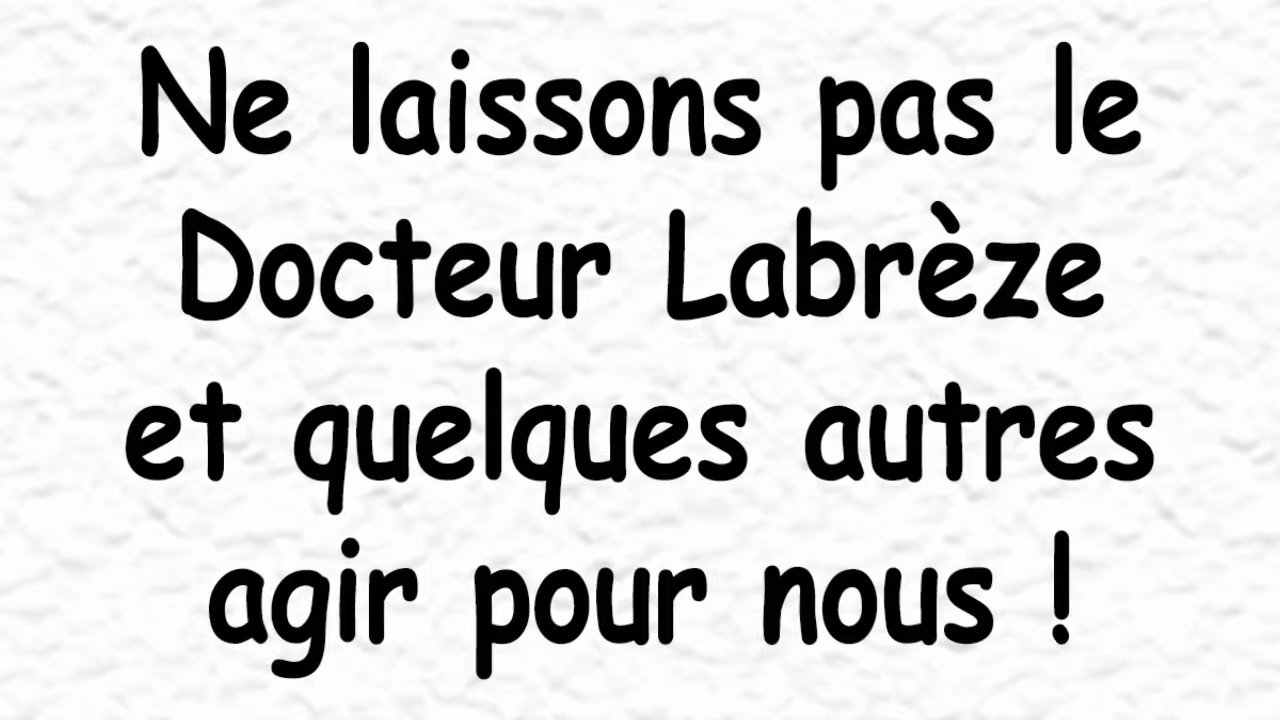 Ne laissons pas le
Docteur Labrèze
et quelques autres
agir pour nous !